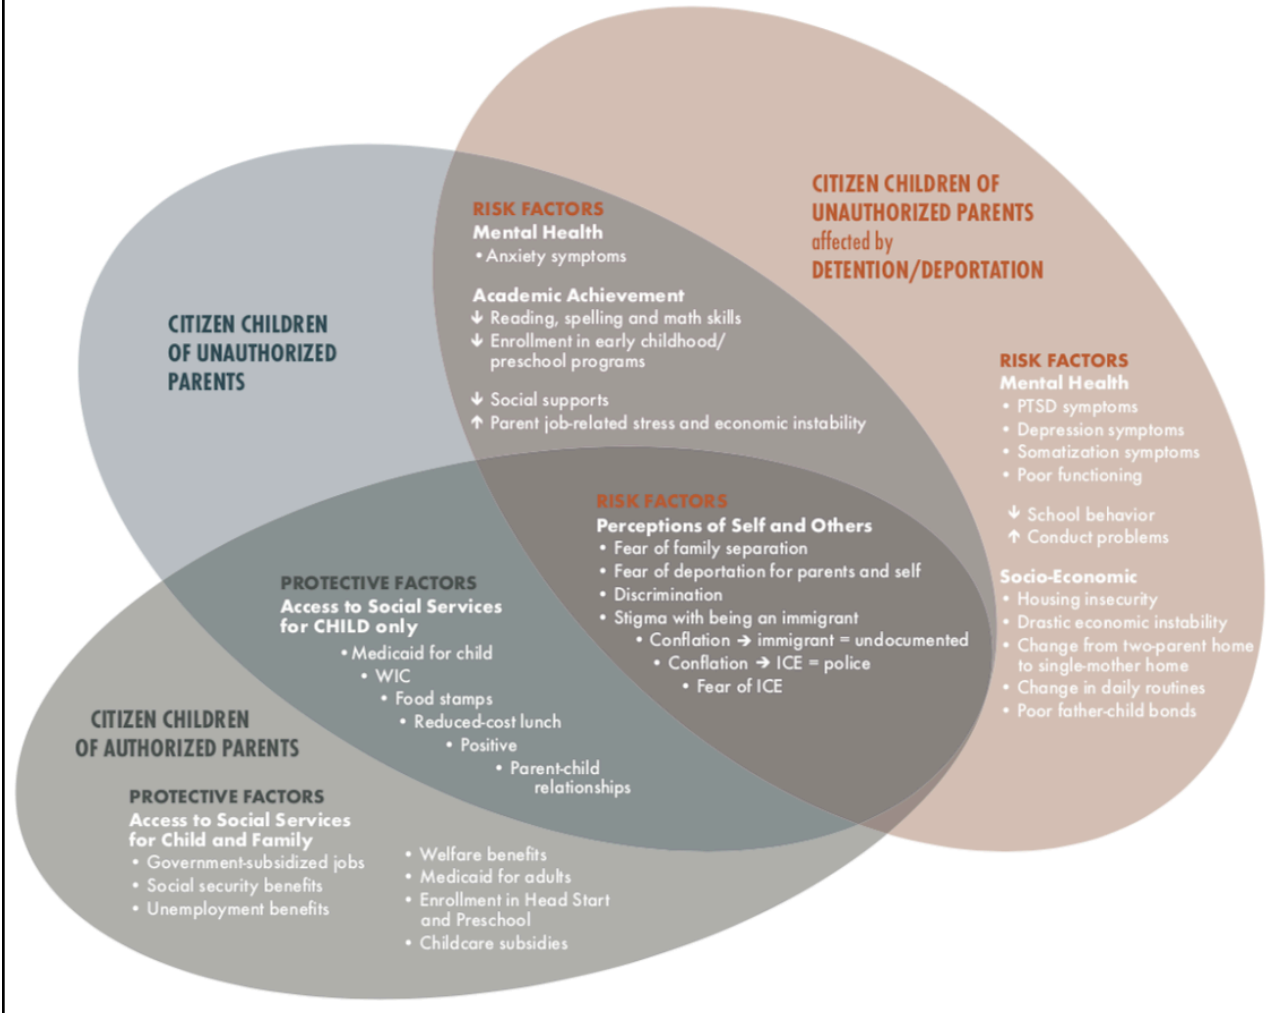 CITIZEN CHILDREN OF
UNAUTHORIZED PARENTS
affected by
DETENTION/DEPORTATION
RISK FACTORS
Mental Health
• Anxiety symptoms
Academic Achievement
↓ Reading, spelling and math skills
↓ Enrollment in early childhood/
preschool programs
↓ Social supports
↑ Parent job-related stress and economic instability
CITIZEN CHILDREN
OF UNAUTHORIZED
PARENTS
RISK FACTORS
Mental Health
• PTSD symptoms
• Depression symptoms
• Somatization symptoms
• Poor functioning
↓ School behavior
↑ Conduct problems
Socio-Economic
• Housing insecurity
• Drastic economic instability
• Change from two-parent home
to single-mother home
• Change in daily routines
• Poor father-child bonds
RISK FACTORS
Perceptions of Self and Others
• Fear of family separation
• Fear of deportation for parents and self
• Discrimination
• Stigma with being an immigrant
• Conflation → immigrant = undocumented
• Conflation → ICE = police
• Fear of ICE
PROTECTIVE FACTORS
Access to Social Services
for CHILD only
• Medicaid for child
• WIC
• Food stamps
• Reduced-cost lunch
• Positive
• Parent-child
relationships
CITIZEN CHILDREN
OF AUTHORIZED PARENTS
PROTECTIVE FACTORS
Access to Social Services
for Child and Family
• Government-subsidized jobs
• Social security benefits
• Unemployment benefits
• Welfare benefits
• Medicaid for adults
• Enrollment in Head Start
and Preschool
• Childcare subsidies